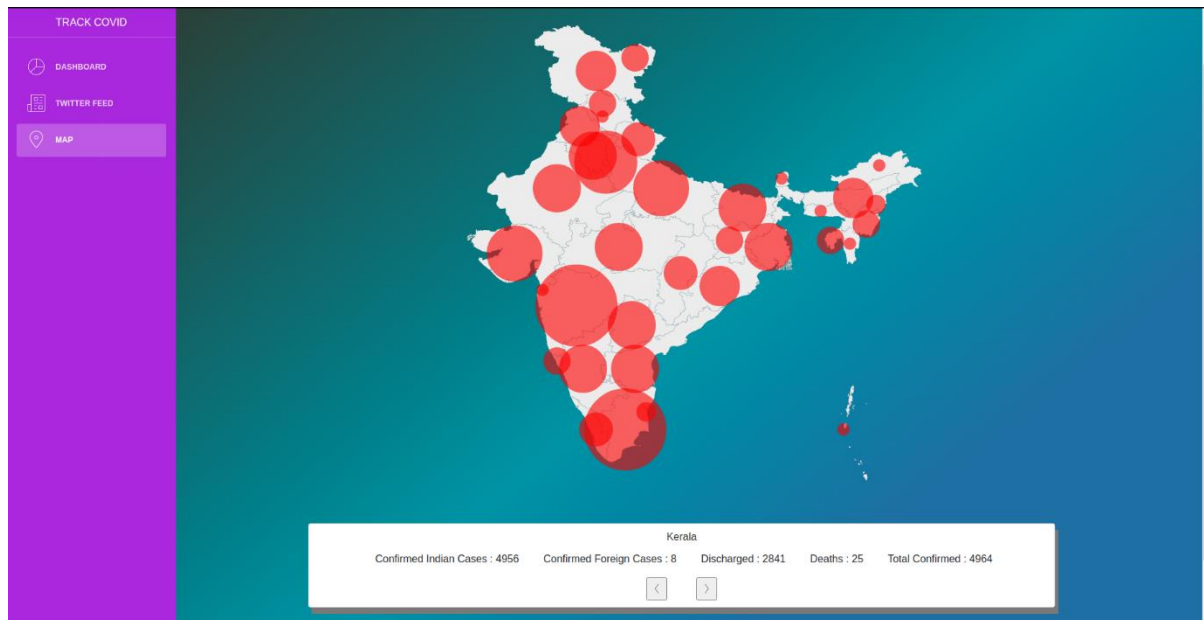 TRACK COVID
DASHBOARD
TWITTER FEED
MAP
Kerala
Confirmed Indian Cases : 4956 Confirmed Foreign Cases : 8 Discharged : 2841 Deaths : 25 Total Confirmed : 4964